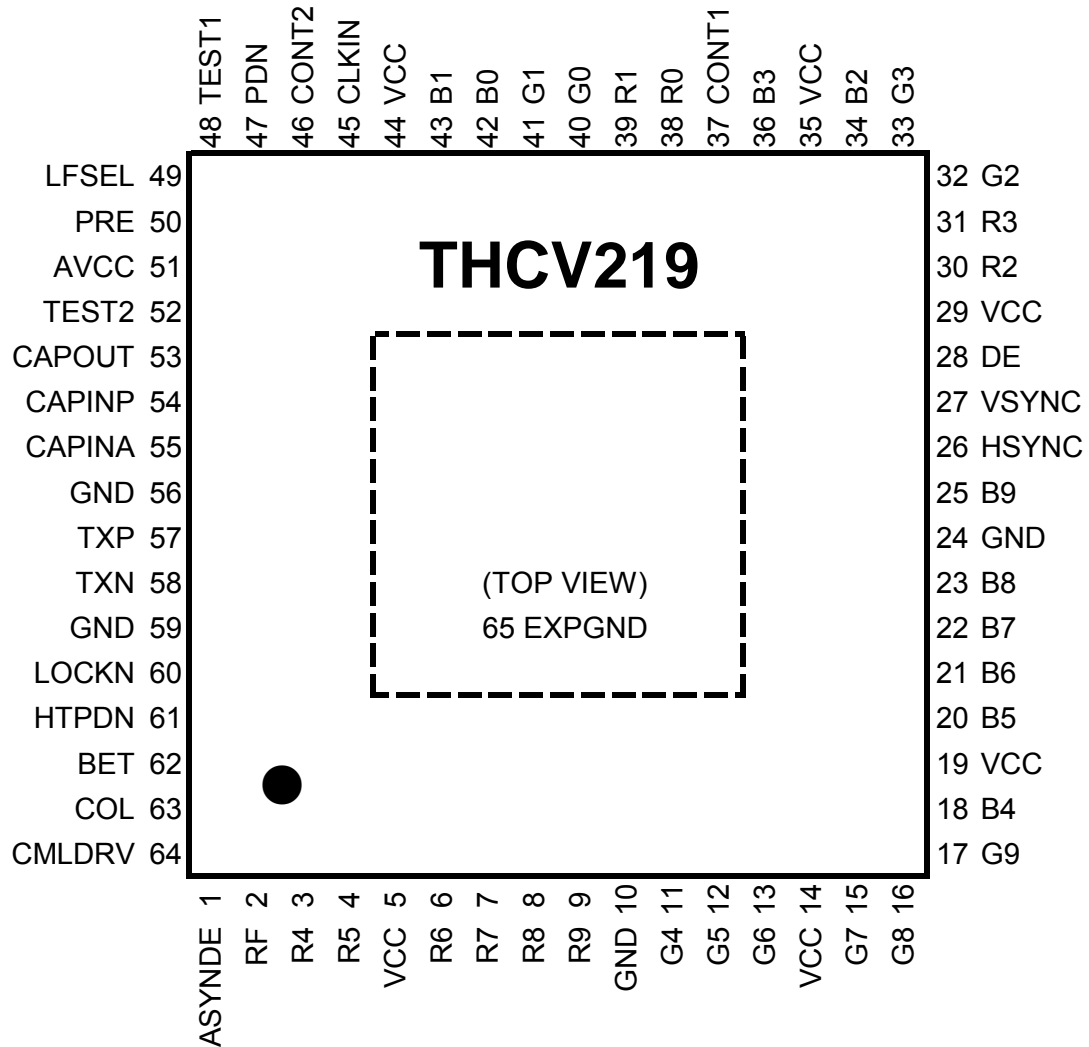 48 TEST1
47 PDN
46 CONT2
45 CLKIN
44 VCC
43 B1
42 B0
41 G1
40 G0
39 R1
38 R0
37 CONT1
36 B3
35 VCC
34 B2
33 G3
LFSEL 49
PRE 50
AVCC 51
TEST2 52
CAPOUT 53
CAPINP 54
CAPINA 55
GND 56
TXP 57
TXN 58
GND 59
LOCKN 60
HTPDN 61
BET 62
COL 63
CMLDRV 64
THCV219
(TOP VIEW)
65 EXPGND
32 G2
31 R3
30 R2
29 VCC
28 DE
27 VSYNC
26 HSYNC
25 B9
24 GND
23 B8
22 B7
21 B6
20 B5
19 VCC
18 B4
17 G9
ASYNDE 1
RF 2
R4 3
R5 4
VCC 5
R6 6
R7 7
R8 8
R9 9
GND 10
G4 11
G5 12
G6 13
VCC 14
G7 15
G8 16